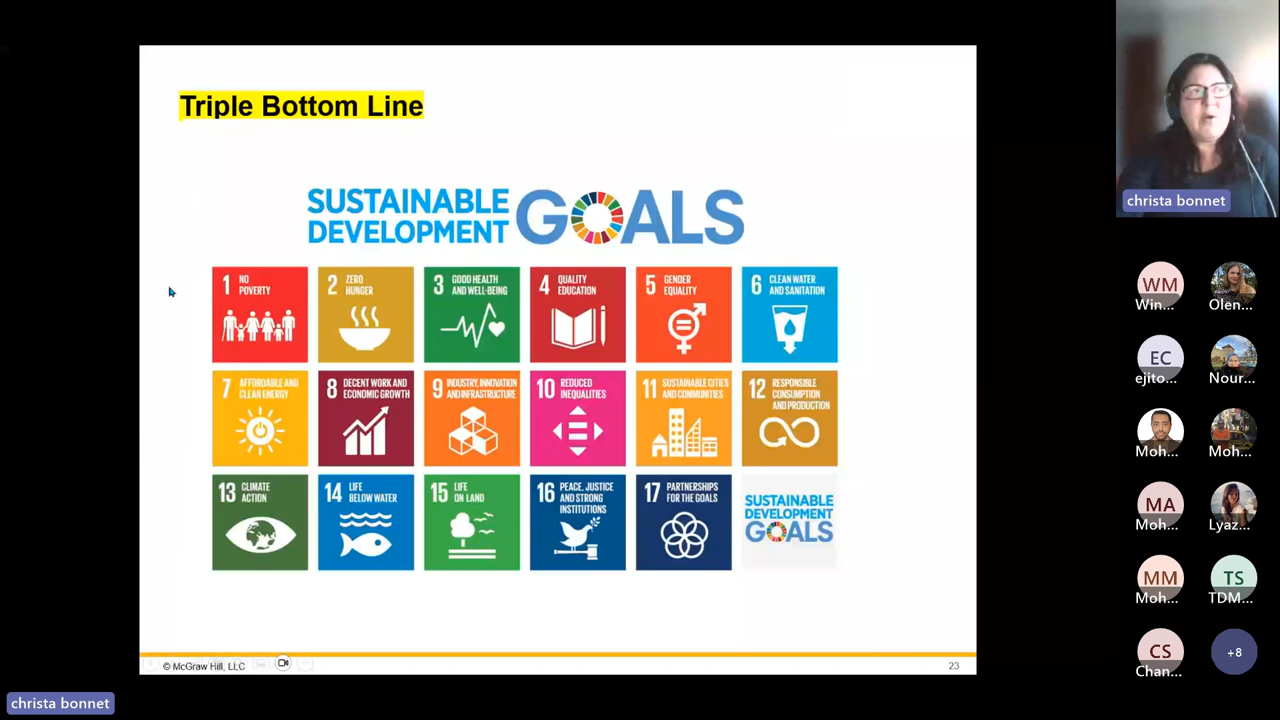 Triple Bottom Line
SUSTAINABLE
DEVELOPMENT
GOALS
1 NO
POVERTY
2 ZERO
HUNGER
3 GOOD HEALTH
AND WELL-BEING
4 QUALITY
EDUCATION
5 GENDER
EQUALITY
6 CLEAN WATER
AND SANITATION
7 AFFORDABLE AND
CLEAN ENERGY
8 DECENT WORK AND
ECONOMIC GROWTH
9 INDUSTRY, INNOVATION
AND INFRASTRUCTURE
10 REDUCED
INEQUALITIES
11 SUSTAINABLE CITIES
AND COMMUNITIES
12 RESPONSIBLE
CONSUMPTION
AND PRODUCTION
13 CLIMATE
ACTION
14 LIFE
BELOW WATER
15 LIFE
ON LAND
16 PEACE, JUSTICE
AND STRONG
INSTITUTIONS
17 PARTNERSHIPS
FOR THE GOALS
SUSTAINABLE
DEVELOPMENT
GOALS
© McGraw Hill, LLC
23
christa bonnet
christa bonnet
WM
Win...
Olen...
EC
ejito...
Nour...
Moh...
Moh...
MA
Moh...
Lyaz...
MM
Moh...
TS
TDM...
CS
Chan...
+8